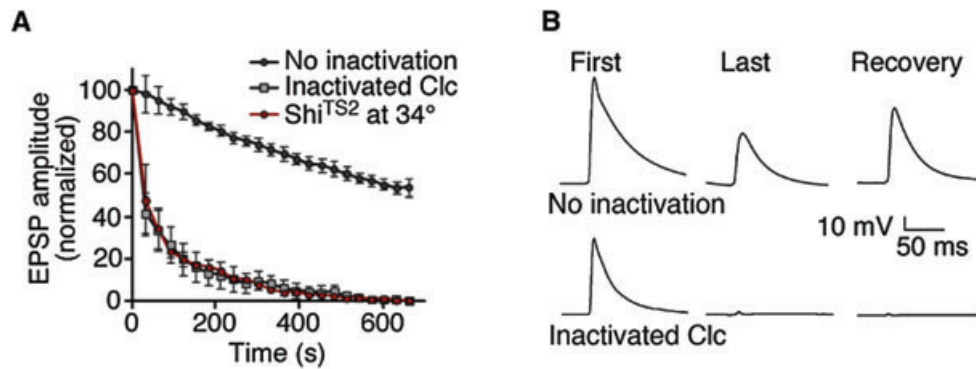 A
EPSP amplitude
(normalized)
100
80
60
40
20
0
0 200 400 600
Time (s)
No inactivation
Inactivated Clc
Shi^TS2 at 34°
B
First Last Recovery
No inactivation
10 mV
50 ms
Inactivated Clc